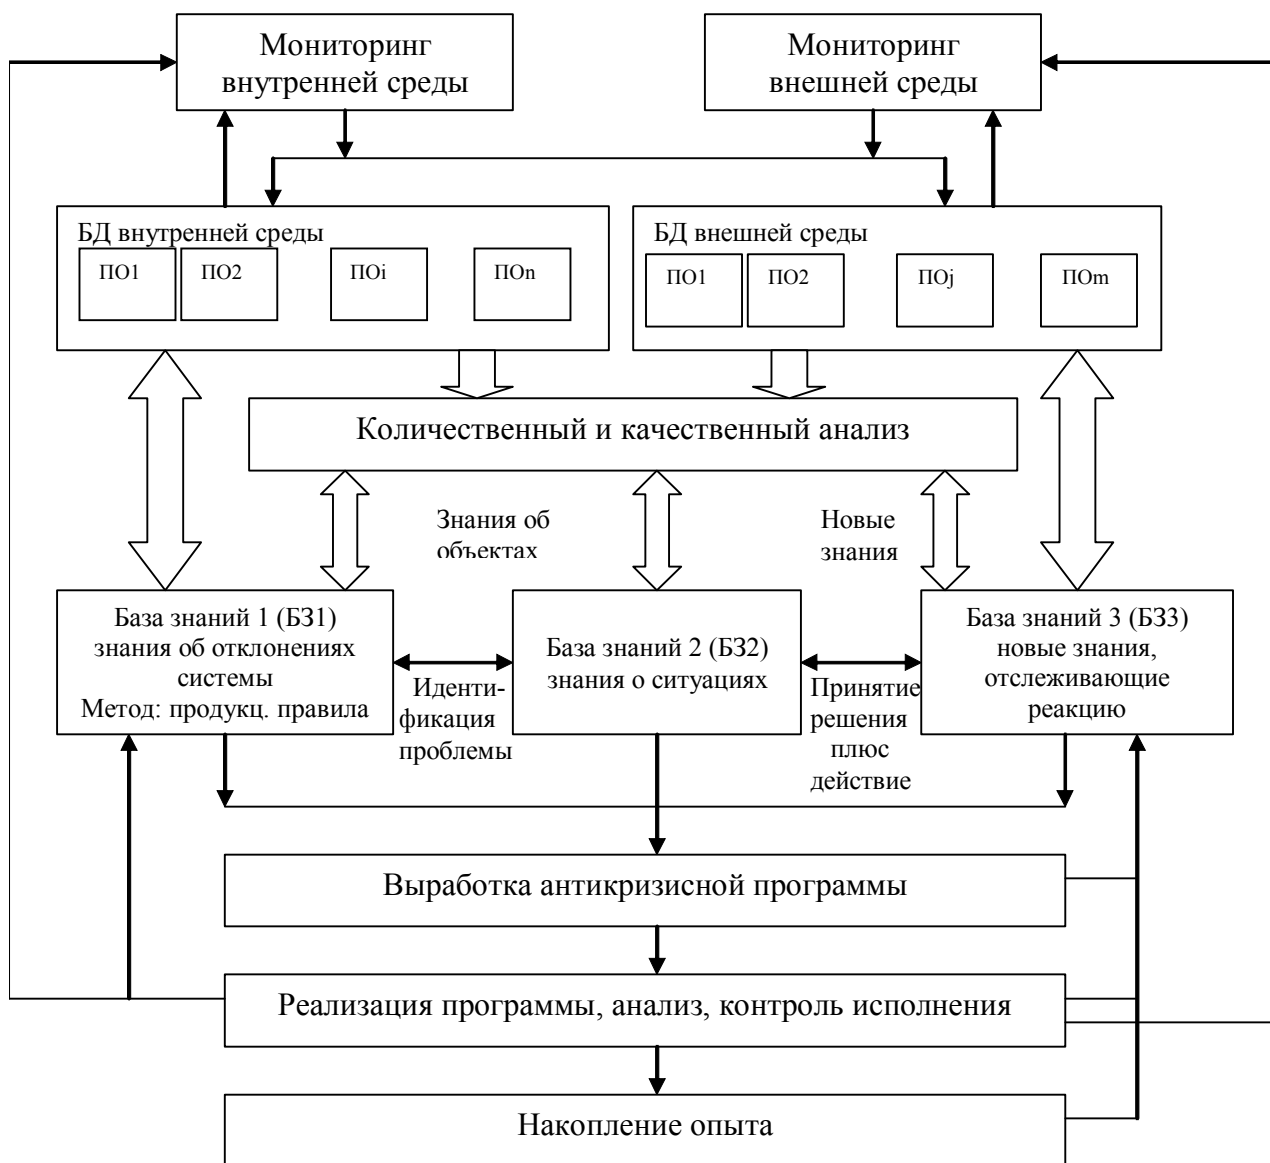 Мониторинг
внутренней среды
Мониторинг
внешней среды
БД внутренней среды
ПО1
ПО2
ПОi
ПОn
БД внешней среды
ПО1
ПО2
ПОj
ПОm
Количественный и качественный анализ
Знания об
объектах
Новые
знания
База знаний 1 (БЗ1)
знания об отклонениях
системы
Метод: продукц. правила
Иденти-
фикация
проблемы
База знаний 2 (БЗ2)
знания о ситуациях
Принятие
решения
плюс
действие
База знаний 3 (БЗ3)
новые знания,
отслеживающие
реакцию
Выработка антикризисной программы
Реализация программы, анализ, контроль исполнения
Накопление опыта